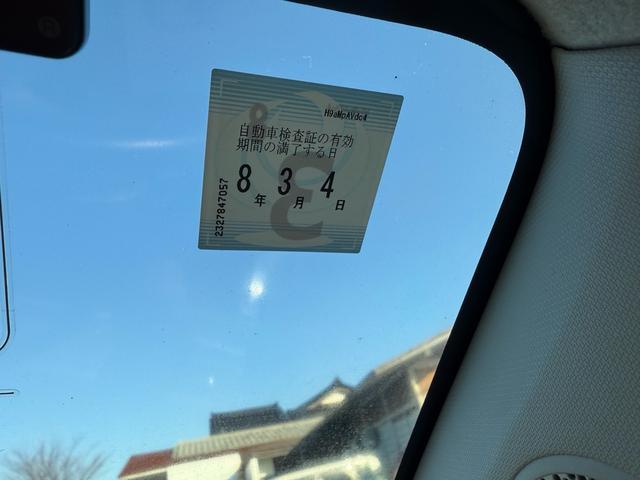 H9aMpAVdc4
自動車検査証の有効
期間の満了する日
8年 3月 4日
2327847057